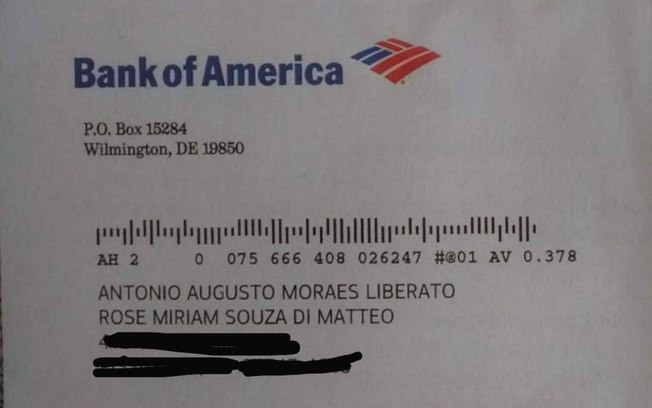 Bank of America
P.O. Box 15284
Wilmington, DE 19850
AH 2 0 075 666 408 026247 #@01 AV 0.378
ANTONIO AUGUSTO MORAES LIBERATO
ROSE MIRIAM SOUZA DI MATTEO